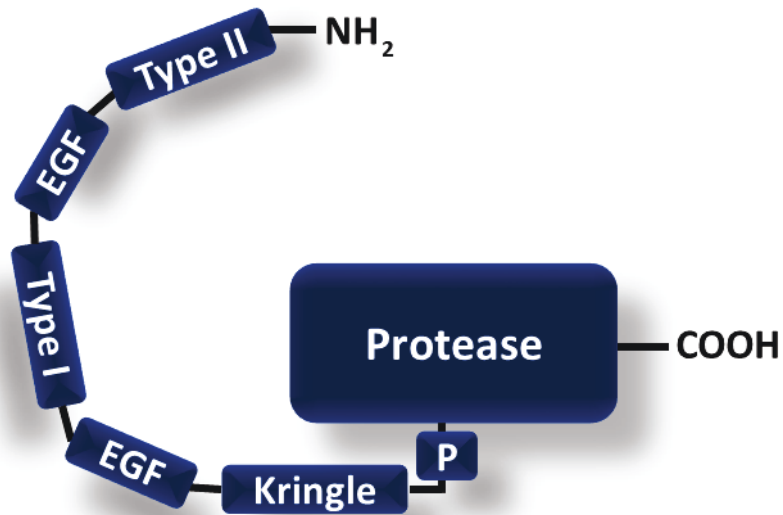 Type II
NH₂
EGF
Type I
EGF
Kringle
P
Protease
COOH